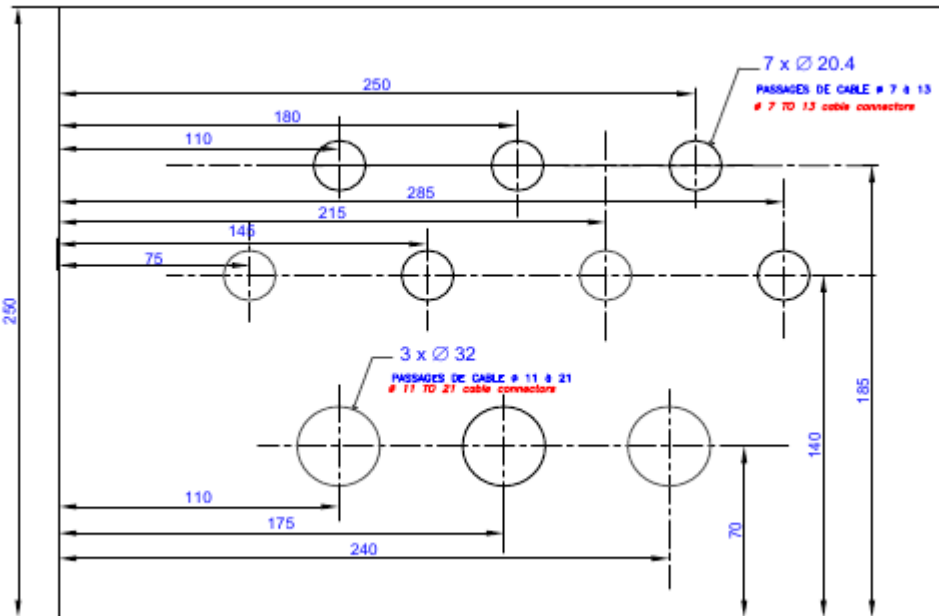 7 x Ø 20.4
250
PASSAGES DE CABLE ø 7 à 13
ø 7 TO 13 cable connectors
180
110
285
215
145
75
250
3 x Ø 32
PASSAGES DE CABLE ø 11 à 21
ø 11 TO 21 cable connectors
185
140
70
110
175
240